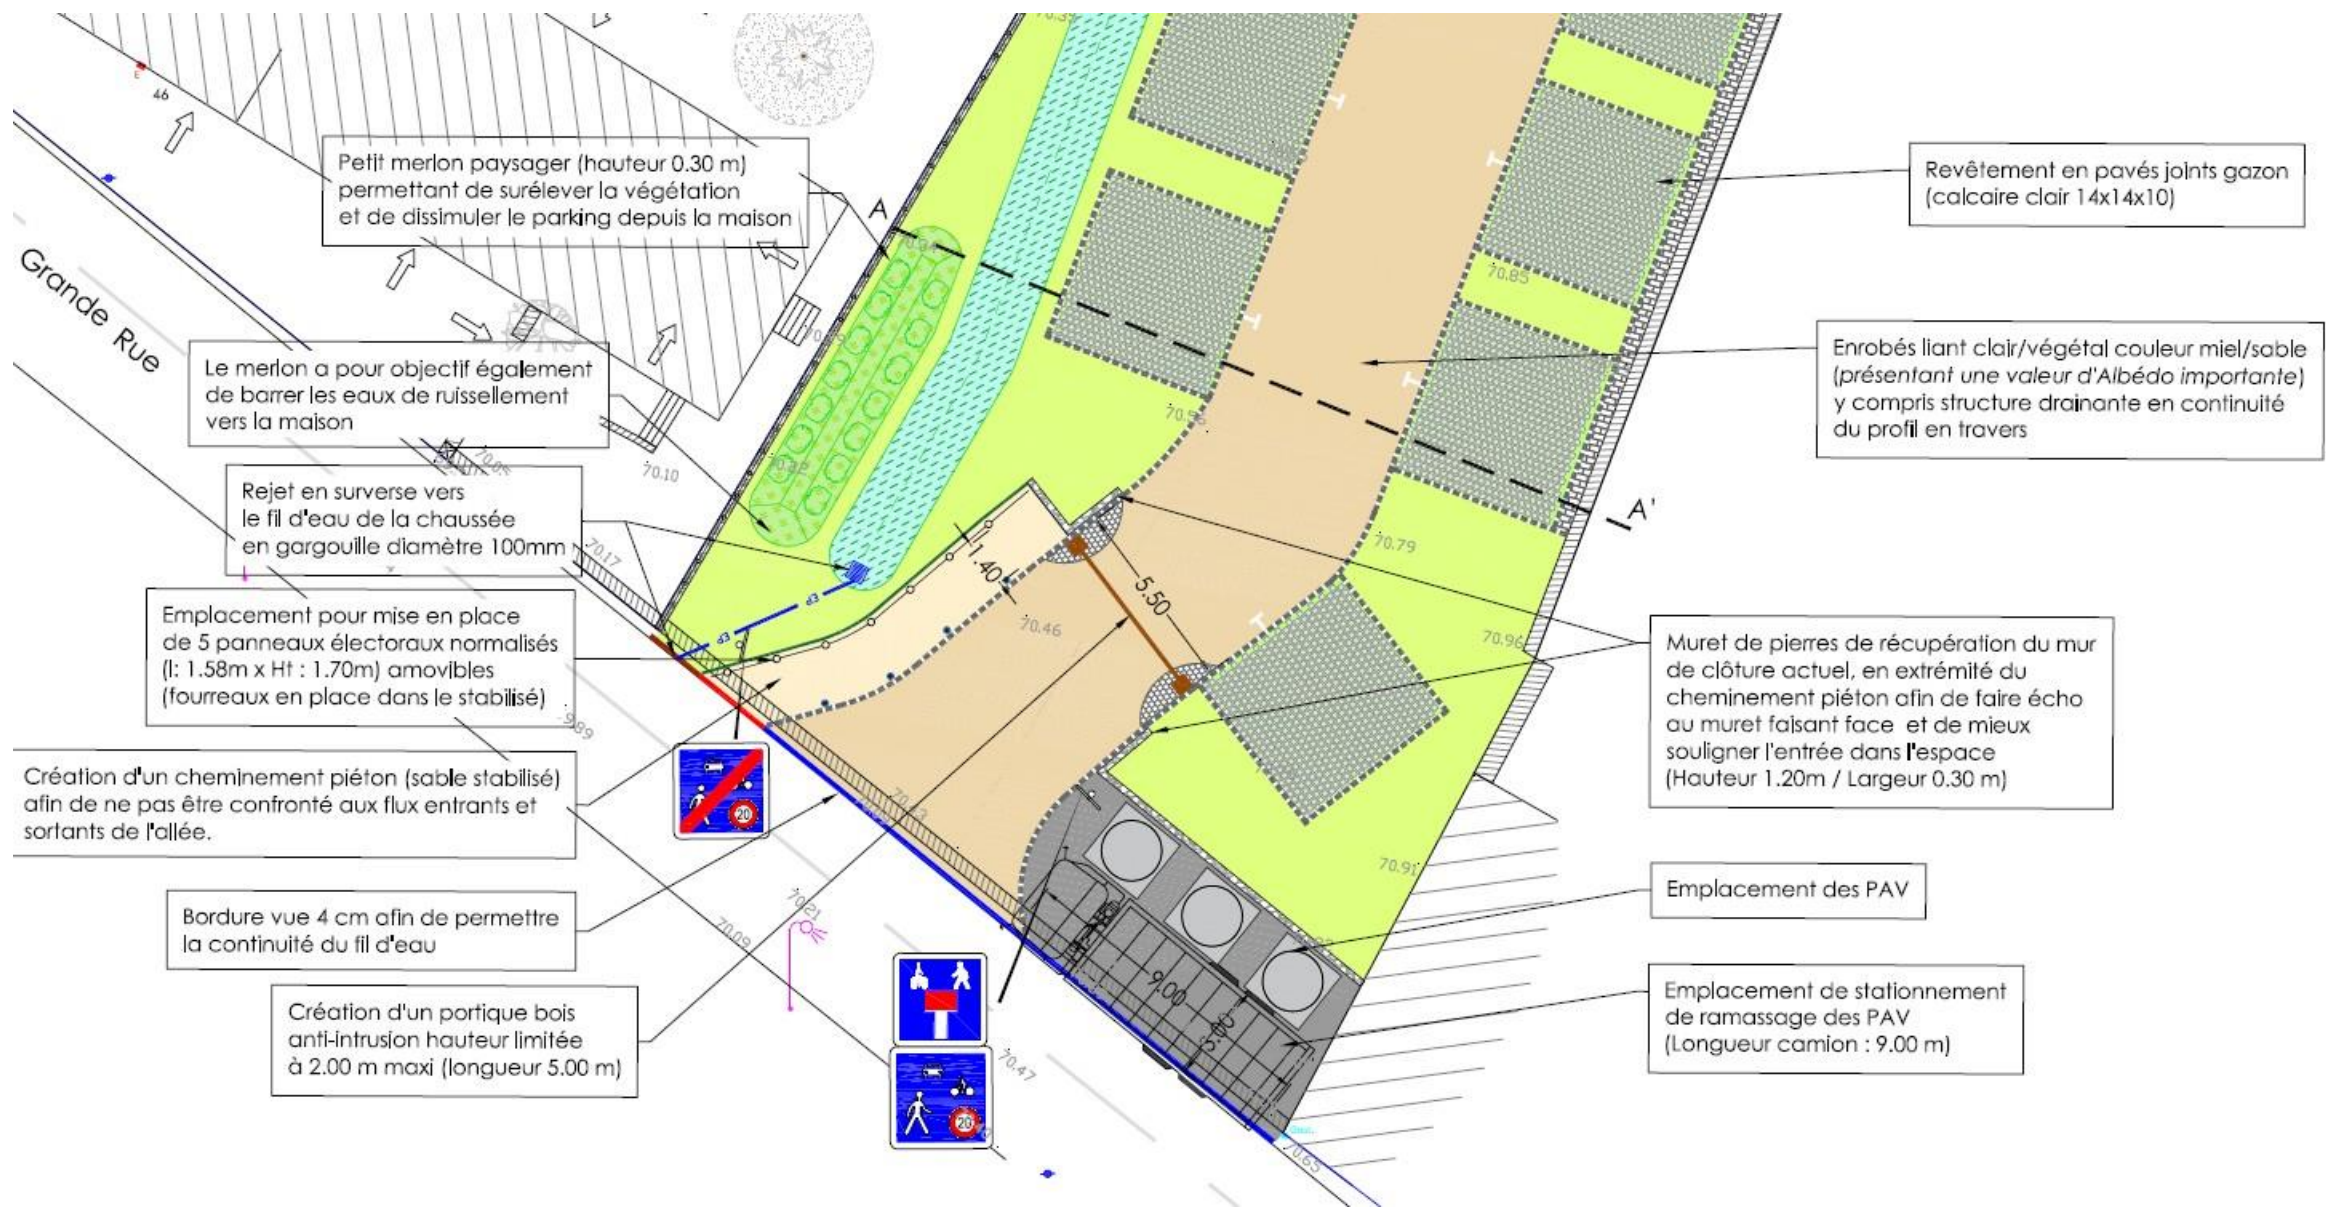 46
E
Petit merlon paysager (hauteur 0.30 m)
permettant de surélever la végétation
et de dissimuler le parking depuis la maison
A
Grande Rue
Le merlon a pour objectif également
de barrer les eaux de ruissellement
vers la maison
70.10
Rejet en surverse vers
le fil d'eau de la chaussée
en gargouille diamètre 100mm
70.17
Emplacement pour mise en place
de 5 panneaux électoraux normalisés
(l: 1.58m x Ht : 1.70m) amovibles
(fourreaux en place dans le stabilisé)
Création d'un cheminement piéton (sable stabilisé)
afin de ne pas être confronté aux flux entrants et
sortants de l'allée.
Bordure vue 4 cm afin de permettre
la continuité du fil d'eau
Création d'un portique bois
anti-intrusion hauteur limitée
à 2.00 m maxi (longueur 5.00 m)
EP
EP
1.40
5.50
70.46
70.79
70.85
70.96
70.91
A'
20
70.21
70.09
70.47
20
9.00
70.65
Revêtement en pavés joints gazon
(calcaire clair 14x14x10)
Enrobés liant clair/végétal couleur miel/sable
(présentant une valeur d'Albédo importante)
y compris structure drainante en continuité
du profil en travers
Muret de pierres de récupération du mur
de clôture actuel, en extrémité du
cheminement piéton afin de faire écho
au muret faisant face et de mieux
souligner l'entrée dans l'espace
(Hauteur 1.20m / Largeur 0.30 m)
Emplacement des PAV
Emplacement de stationnement
de ramassage des PAV
(Longueur camion : 9.00 m)